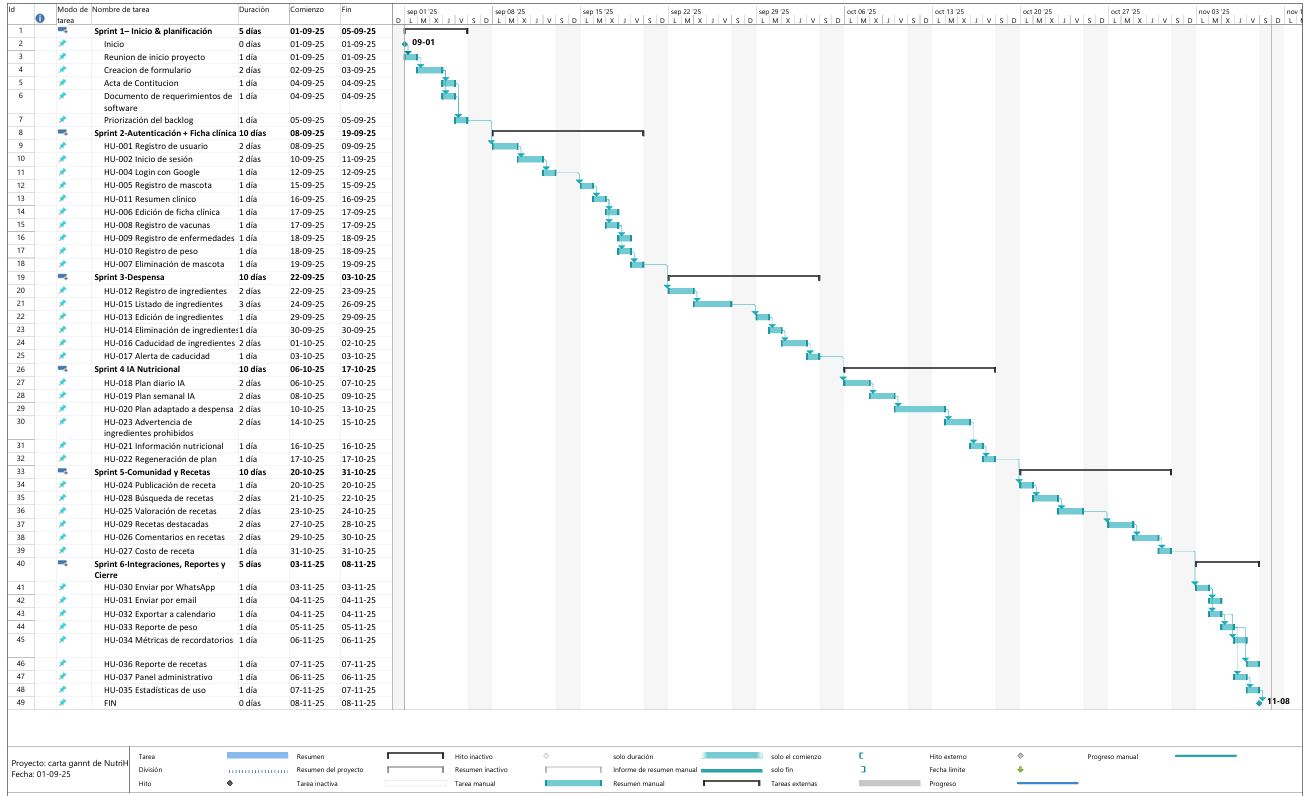 Id Modo de tarea Nombre de tarea Duración Comienzo Fin
sep 01 '25 sep 08 '25 sep 15 '25 sep 22 '25 sep 29 '25 oct 06 '25 oct 13 '25 oct 20 '25 oct 27 '25 nov 03 '25 nov 1
D L M X J V S D L M X J V S D L M X J V S D L M X J V S D L M X J V S D L M X J V S D L M X J V S D L M X J V S D L M X J V S D L M X J V S D L
1 Sprint 1– Inicio & planificación 5 días 01-09-25 05-09-25
2 Inicio 0 días 01-09-25 01-09-25 09-01
3 Reunion de inicio proyecto 1 día 01-09-25 01-09-25
4 Creacion de formulario 2 días 02-09-25 03-09-25
5 Acta de Contitucion 1 día 04-09-25 04-09-25
6 Documento de requerimientos de 1 día 04-09-25 04-09-25
software
7 Priorización del backlog 1 día 05-09-25 05-09-25
8 Sprint 2-Autenticación + Ficha clínica 10 días 08-09-25 19-09-25
9 HU-001 Registro de usuario 2 días 08-09-25 09-09-25
10 HU-002 Inicio de sesión 2 días 10-09-25 11-09-25
11 HU-004 Login con Google 1 día 12-09-25 12-09-25
12 HU-005 Registro de mascota 1 día 15-09-25 15-09-25
13 HU-011 Resumen clínico 1 día 16-09-25 16-09-25
14 HU-006 Edición de ficha clínica 1 día 17-09-25 17-09-25
15 HU-008 Registro de vacunas 1 día 17-09-25 17-09-25
16 HU-009 Registro de enfermedades 1 día 18-09-25 18-09-25
17 HU-010 Registro de peso 1 día 18-09-25 18-09-25
18 HU-007 Eliminación de mascota 1 día 19-09-25 19-09-25
19 Sprint 3-Despensa 10 días 22-09-25 03-10-25
20 HU-012 Registro de ingredientes 2 días 22-09-25 23-09-25
21 HU-015 Listado de ingredientes 3 días 24-09-25 26-09-25
22 HU-013 Edición de ingredientes 1 día 29-09-25 29-09-25
23 HU-014 Eliminación de ingredientes 1 día 30-09-25 30-09-25
24 HU-016 Caducidad de ingredientes 2 días 01-10-25 02-10-25
25 HU-017 Alerta de caducidad 1 día 03-10-25 03-10-25
26 Sprint 4 IA Nutricional 10 días 06-10-25 17-10-25
27 HU-018 Plan diario IA 2 días 06-10-25 07-10-25
28 HU-019 Plan semanal IA 2 días 08-10-25 09-10-25
29 HU-020 Plan adaptado a despensa 2 días 10-10-25 13-10-25
30 HU-023 Advertencia de 2 días 14-10-25 15-10-25
ingredientes prohibidos
31 HU-021 Información nutricional 1 día 16-10-25 16-10-25
32 HU-022 Regeneración de plan 1 día 17-10-25 17-10-25
33 Sprint 5-Comunidad y Recetas 10 días 20-10-25 31-10-25
34 HU-024 Publicación de receta 1 día 20-10-25 20-10-25
35 HU-028 Búsqueda de recetas 2 días 21-10-25 22-10-25
36 HU-025 Valoración de recetas 2 días 23-10-25 24-10-25
37 HU-029 Recetas destacadas 2 días 27-10-25 28-10-25
38 HU-026 Comentarios en recetas 2 días 29-10-25 30-10-25
39 HU-027 Costo de receta 1 día 31-10-25 31-10-25
40 Sprint 6-Integraciones, Reportes y 5 días 03-11-25 08-11-25
Cierre
41 HU-030 Enviar por WhatsApp 1 día 03-11-25 03-11-25
42 HU-031 Enviar por email 1 día 04-11-25 04-11-25
43 HU-032 Exportar a calendario 1 día 04-11-25 04-11-25
44 HU-033 Reporte de peso 1 día 05-11-25 05-11-25
45 HU-034 Métricas de recordatorios 1 día 06-11-25 06-11-25
46 HU-036 Reporte de recetas 1 día 07-11-25 07-11-25
47 HU-037 Panel administrativo 1 día 06-11-25 06-11-25
48 HU-035 Estadísticas de uso 1 día 07-11-25 07-11-25
49 FIN 0 días 08-11-25 08-11-25 11-08
Proyecto: carta gannt de NutriH
Fecha: 01-09-25
Tarea Resumen Hito inactivo solo duración solo el comienzo Hito externo Progreso manual
División Resumen del proyecto Resumen inactivo Informe de resumen manual solo fin Fecha límite
Hito Tarea inactiva Tarea manual Resumen manual Tareas externas Progreso